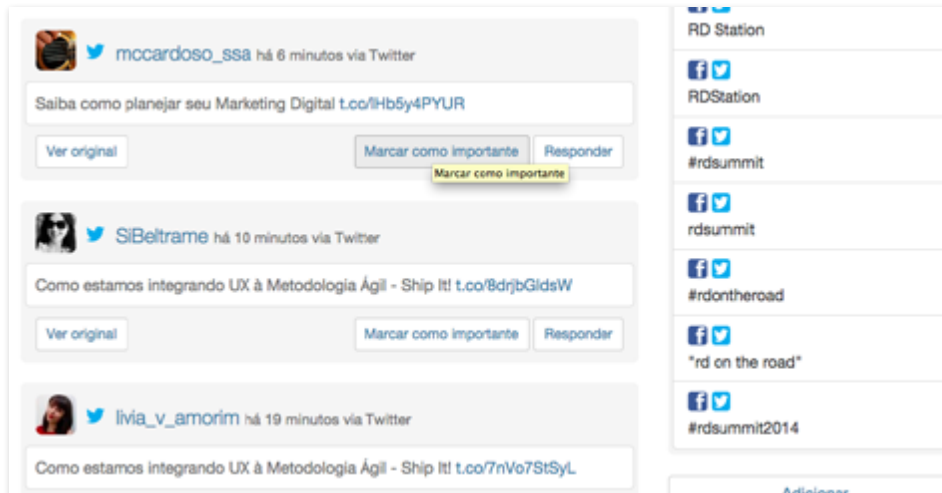 mccardoso_ssa há 6 minutos via Twitter
Saiba como planejar seu Marketing Digital t.co/lHb5y4PYUR
Ver original
Marcar como importante
Responder
Marcar como importante
SiBeltrame há 10 minutos via Twitter
Como estamos integrando UX à Metodologia Ágil - Ship It! t.co/8drjbGldsW
Ver original
Marcar como importante
Responder
livia_v_amorim há 19 minutos via Twitter
Como estamos integrando UX à Metodologia Ágil - Ship It! t.co/7nVo7StSyL
RD Station
RDStation
#rdsummit
rdsummit
#rdontheroad
"rd on the road"
#rdsummit2014
Adicionar